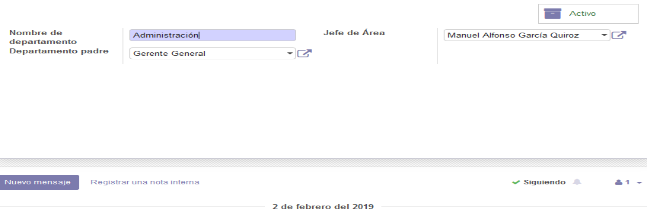 Activo
Nombre de departamento Administración Jefe de Área Manuel Alfonso García Quiroz
Departamento padre Gerente General
Nuevo mensaje Registrar una nota interna Siguiendo 1
2 de febrero del 2019